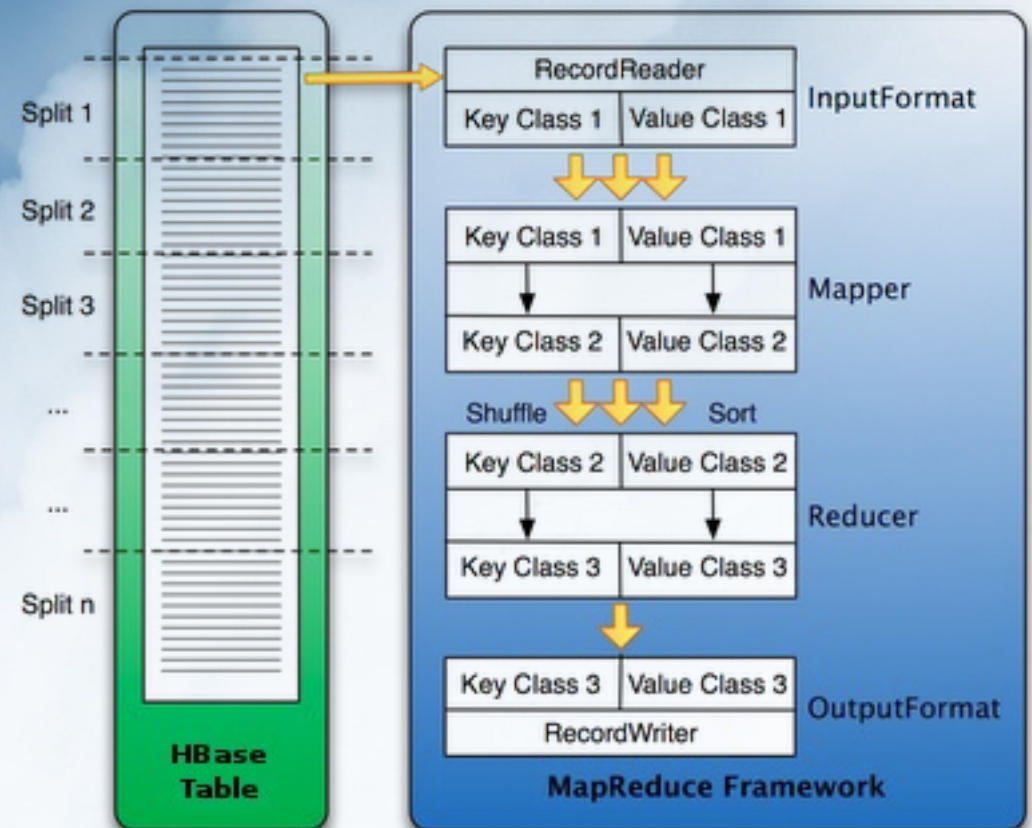 Split 1
Split 2
Split 3
...
...
Split n
HBase
Table
RecordReader
Key Class 1 Value Class 1
InputFormat
Key Class 1 Value Class 1
Mapper
Key Class 2 Value Class 2
Shuffle Sort
Key Class 2 Value Class 2
Reducer
Key Class 3 Value Class 3
Key Class 3 Value Class 3
OutputFormat
RecordWriter
MapReduce Framework